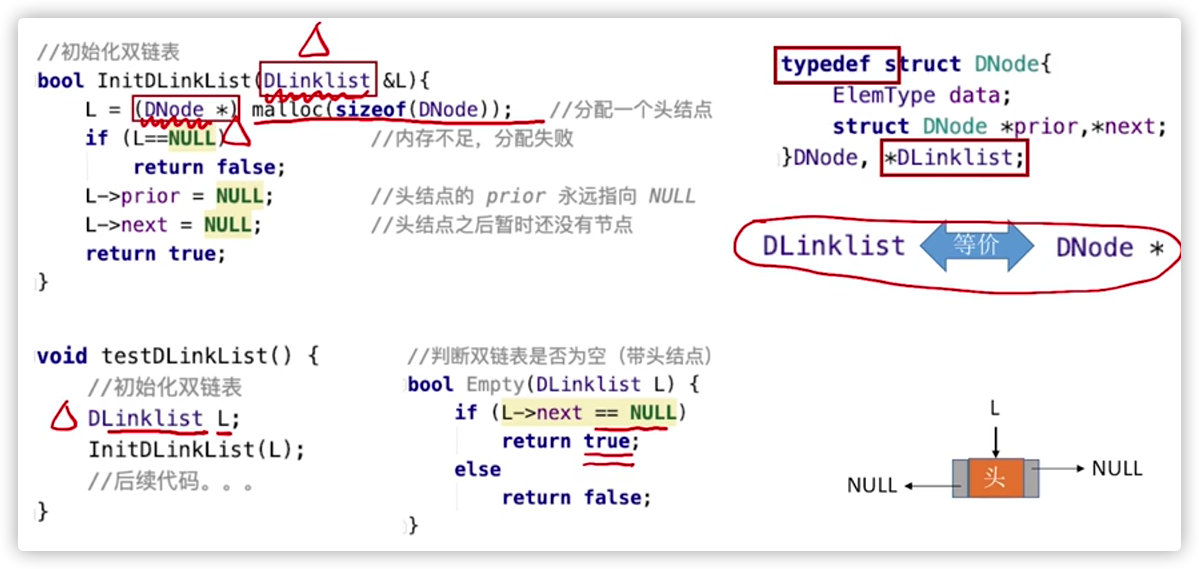 //初始化双链表
bool InitDLinkList(DLinklist &L){
L = (DNode *) malloc(sizeof(DNode)); //分配一个头结点
if (L==NULL) //内存不足，分配失败
return false;
L->prior = NULL; //头结点的 prior 永远指向 NULL
L->next = NULL; //头结点之后暂时还没有节点
return true;
}
typedef struct DNode{
ElemType data;
struct DNode *prior,*next;
}DNode, *DLinklist;
DLinklist 等价 DNode *
void testDLinkList() {
//初始化双链表
DLinklist L;
InitDLinkList(L);
//后续代码。。。
}
//判断双链表是否为空（带头结点）
bool Empty(DLinklist L) {
if (L->next == NULL)
return true;
else
return false;
}
L
NULL 头 NULL